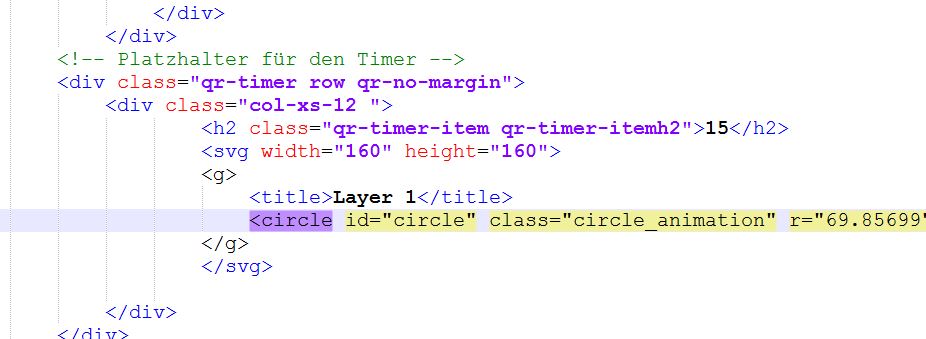 </div>
</div>
<!-- Platzhalter für den Timer -->
<div class="qr-timer row qr-no-margin">
<div class="col-xs-12 ">
<h2 class="qr-timer-item qr-timer-itemh2">15</h2>
<svg width="160" height="160">
<g>
<title>Layer 1</title>
<circle id="circle" class="circle_animation" r="69.85699"
</g>
</svg>
</div>
</div>